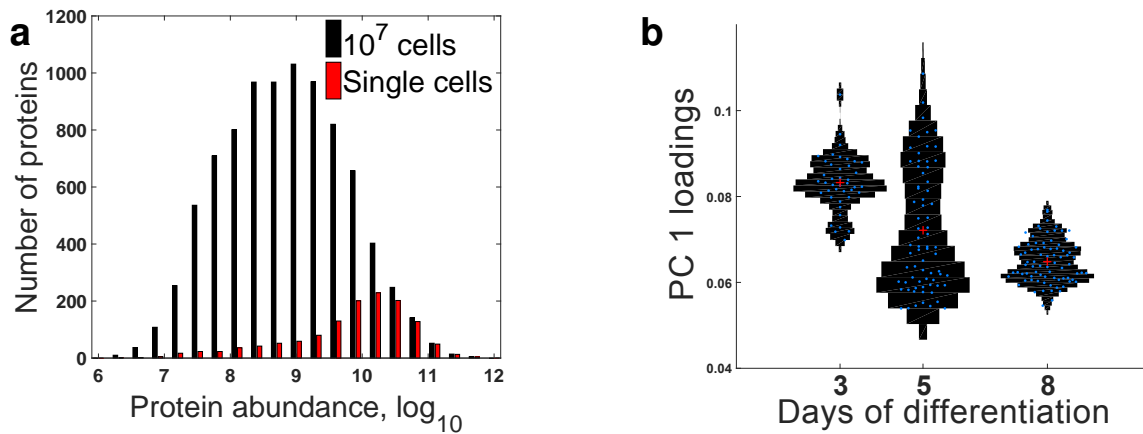 a
1200
1000
800
600
400
200
0
Number of proteins
10^7 cells
Single cells
6 7 8 9 10 11 12
Protein abundance, log_10
b
0.1
0.08
0.06
0.04
PC 1 loadings
3 5 8
Days of differentiation